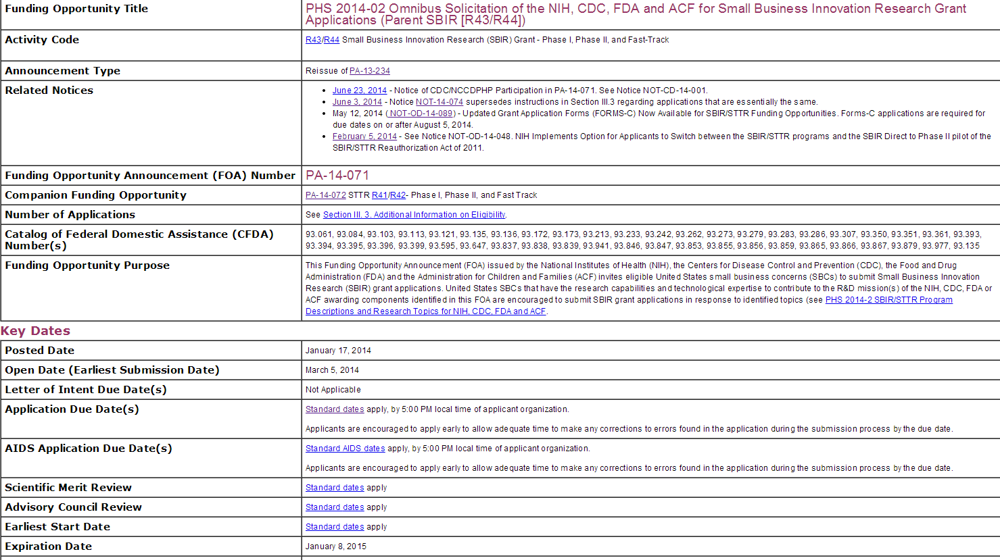 Funding Opportunity Title
PHS 2014-02 Omnibus Solicitation of the NIH, CDC, FDA and ACF for Small Business Innovation Research Grant
Applications (Parent SBIR [R43/R44])
Activity Code
R43/R44 Small Business Innovation Research (SBIR) Grant - Phase I, Phase II, and Fast-Track
Announcement Type
Reissue of PA-13-234
Related Notices
• June 23, 2014 - Notice of CDC/NCCDPHP Participation in PA-14-071. See Notice NOT-CD-14-001.
• June 3, 2014 - Notice NOT-14-074 supersedes instructions in Section III.3 regarding applications that are essentially the same.
• May 12, 2014 ( NOT-OD-14-089) - Updated Grant Application Forms (FORMS-C) Now Available for SBIR/STTR Funding Opportunities. Forms-C applications are required for
due dates on or after August 5, 2014.
• February 5, 2014 - See Notice NOT-OD-14-048. NIH Implements Option for Applicants to Switch between the SBIR/STTR programs and the SBIR Direct to Phase II pilot of the
SBIR/STTR Reauthorization Act of 2011.
Funding Opportunity Announcement (FOA) Number
PA-14-071
Companion Funding Opportunity
PA-14-072 STTR R41/R42- Phase I, Phase II, and Fast Track
Number of Applications
See Section III. 3. Additional Information on Eligibility.
Catalog of Federal Domestic Assistance (CFDA)
Number(s)
93.061, 93.084, 93.103, 93.113, 93.121, 93.135, 93.136, 93.172, 93.173, 93.213, 93.233, 93.242, 93.262, 93.273, 93.279, 93.283, 93.286, 93.307, 93.350, 93.351, 93.361, 93.393,
93.394, 93.395, 93.396, 93.399, 93.595, 93.647, 93.837, 93.838, 93.839, 93.941, 93.846, 93.847, 93.853, 93.855, 93.856, 93.859, 93.865, 93.866, 93.867, 93.879, 93.977, 93.135
Funding Opportunity Purpose
This Funding Opportunity Announcement (FOA) issued by the National Institutes of Health (NIH), the Centers for Disease Control and Prevention (CDC), the Food and Drug
Administration (FDA) and the Administration for Children and Families (ACF) invites eligible United States small business concerns (SBCs) to submit Small Business Innovation
Research (SBIR) grant applications. United States SBCs that have the research capabilities and technological expertise to contribute to the R&D mission(s) of the NIH, CDC, FDA or
ACF awarding components identified in this FOA are encouraged to submit SBIR grant applications in response to identified topics (see PHS 2014-2 SBIR/STTR Program
Descriptions and Research Topics for NIH, CDC, FDA and ACF.
Key Dates
Posted Date
January 17, 2014
Open Date (Earliest Submission Date)
March 5, 2014
Letter of Intent Due Date(s)
Not Applicable
Application Due Date(s)
Standard dates apply, by 5:00 PM local time of applicant organization.
Applicants are encouraged to apply early to allow adequate time to make any corrections to errors found in the application during the submission process by the due date.
AIDS Application Due Date(s)
Standard AIDS dates apply, by 5:00 PM local time of applicant organization.
Applicants are encouraged to apply early to allow adequate time to make any corrections to errors found in the application during the submission process by the due date.
Scientific Merit Review
Standard dates apply
Advisory Council Review
Standard dates apply
Earliest Start Date
Standard dates apply
Expiration Date
January 8, 2015